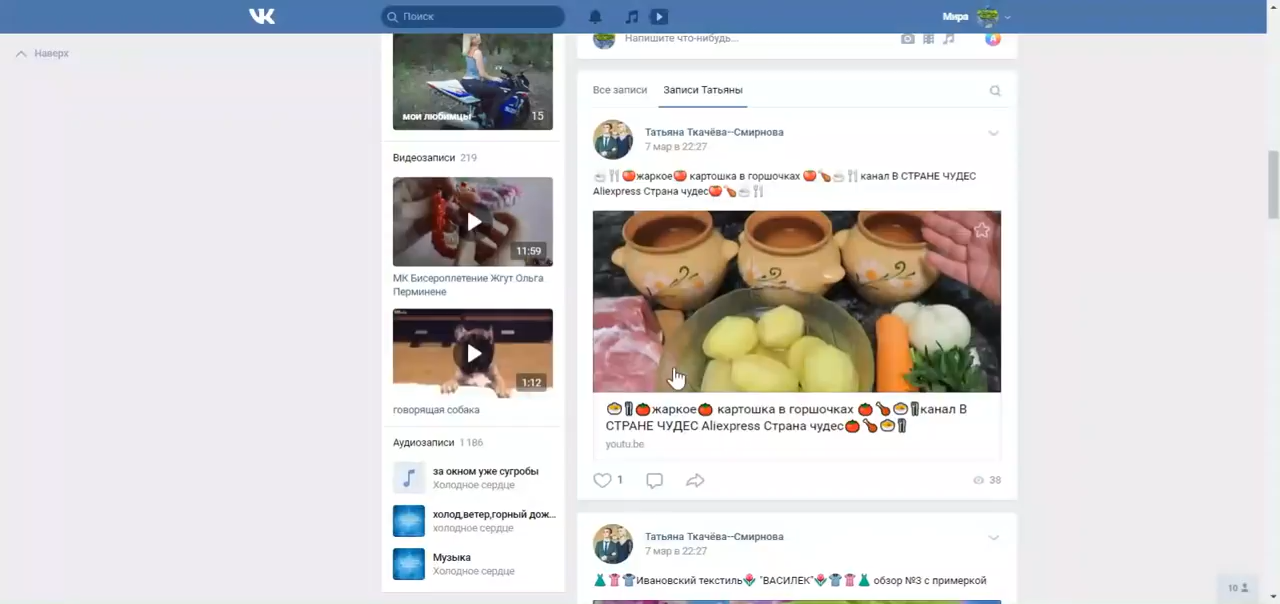 Поиск
Мира
Наверх
Напишите что-нибудь...
мои любимцы 15
Видеозаписи 219
11:59
МК Бисероплетение Жгут Ольга
Перминене
1:12
говорящая собака
Аудиозаписи 1 186
за окном уже сугробы
Холодное сердце
холод,ветер,горный дож...
холодное сердце
Музыка
Холодное сердце
Все записи Записи Татьяны
Татьяна Ткачёва--Смирнова
7 мар в 22:27
☕🍴🍅жаркое🍅 картошка в горшочках 🍅🍗☕🍴канал В СТРАНЕ ЧУДЕС
Aliexpress Страна чудес🍅🍗☕🍴
🍲🍴🍅жаркое🍅 картошка в горшочках 🍅🍗🍲🍴канал В
СТРАНЕ ЧУДЕС Aliexpress Страна чудес🍅🍗🍲🍴
youtu.be
1
38
Татьяна Ткачёва--Смирнова
7 мар в 22:27
👗👚👕Ивановский текстиль🌷 "ВАСИЛЕК"🌷👕👚👗 обзор №3 с примеркой
10